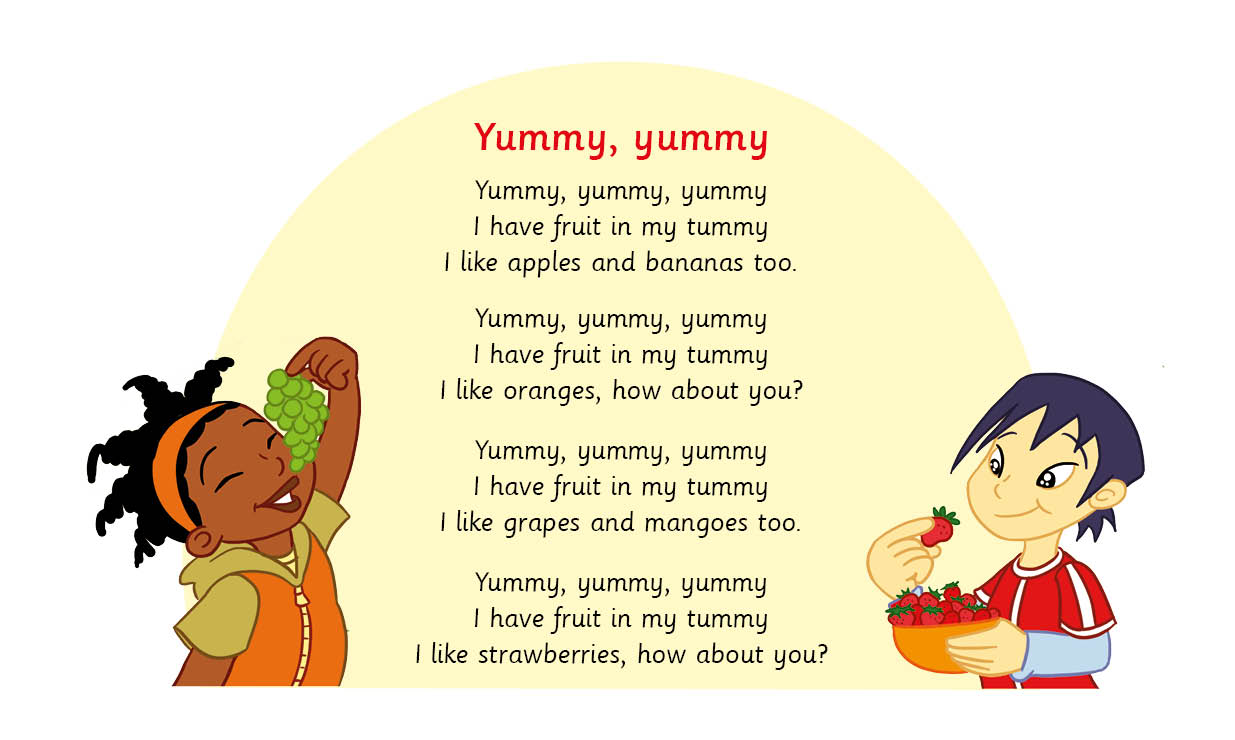 Yummy, yummy
Yummy, yummy, yummy
I have fruit in my tummy
I like apples and bananas too.
Yummy, yummy, yummy
I have fruit in my tummy
I like oranges, how about you?
Yummy, yummy, yummy
I have fruit in my tummy
I like grapes and mangoes too.
Yummy, yummy, yummy
I have fruit in my tummy
I like strawberries, how about you?